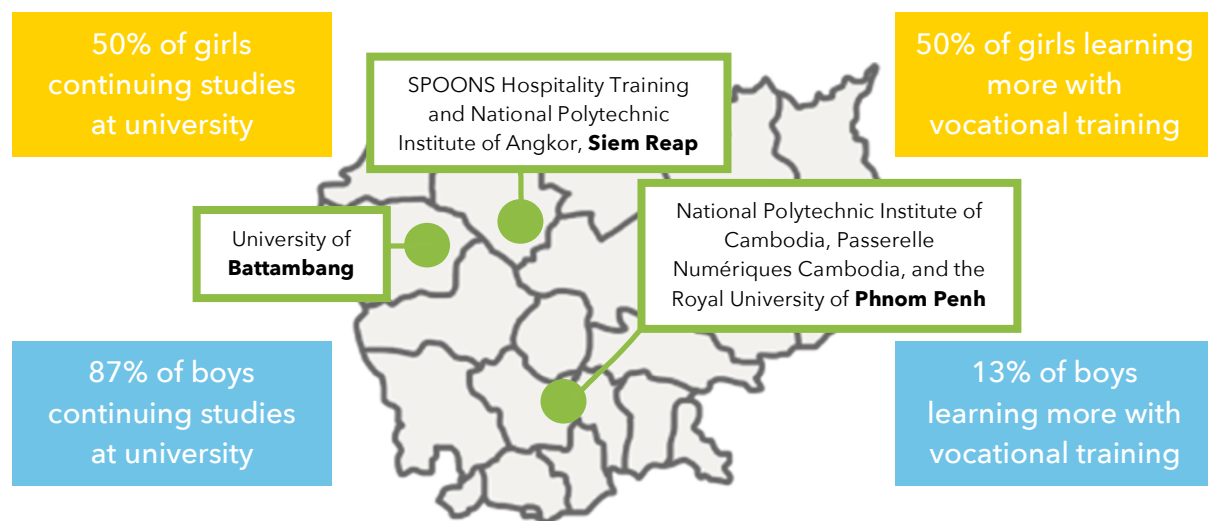 50% of girls
continuing studies
at university
SPOONS Hospitality Training
and National Polytechnic
Institute of Angkor, Siem Reap
50% of girls learning
more with
vocational training
University of
Battambang
National Polytechnic Institute of
Cambodia, Passerelle
Numériques Cambodia, and the
Royal University of Phnom Penh
87% of boys
continuing studies
at university
13% of boys
learning more with
vocational training